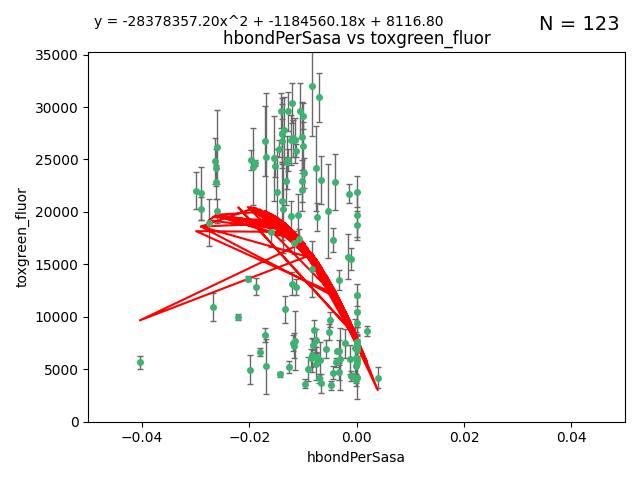 y = -28378357.20x^2 + -1184560.18x + 8116.80
N = 123
hbondPerSasa vs toxgreen_fluor
35000
30000
25000
20000
15000
10000
5000
0
toxgreen_fluor
−0.04
−0.02
0.00
0.02
0.04
hbondPerSasa